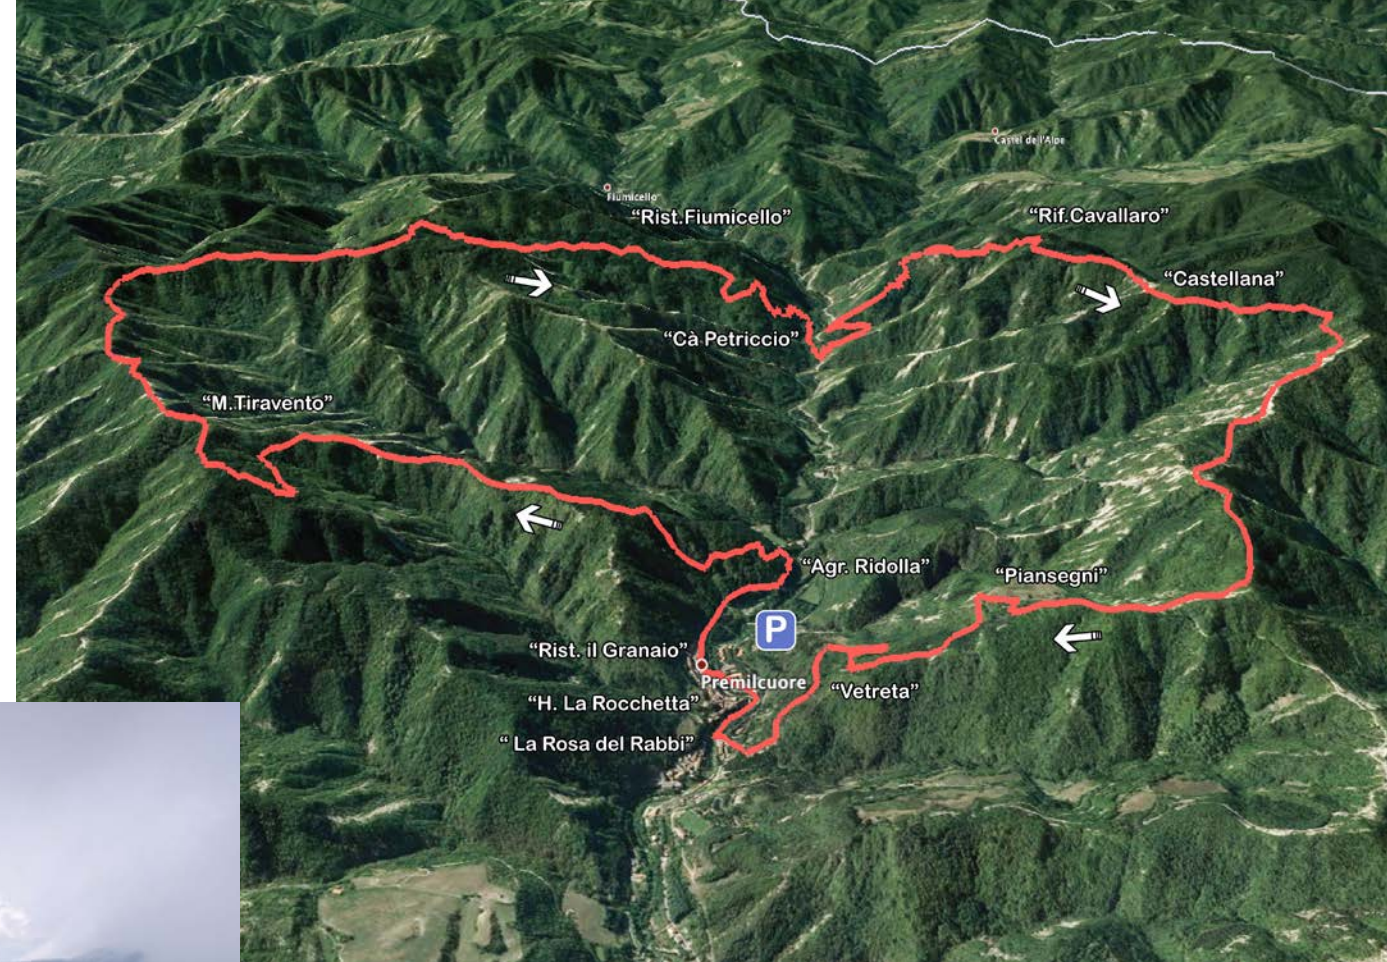 Castel dell'Alpe
Fiumicello
“Rist.Fiumicello”
“Rif.Cavallaro”
“Castellana”
“Cà Petriccio”
“M.Tiravento”
“Agr. Ridolla”
“Piansegni”
P
“Rist. il Granaio”
Premilcuore
“Vetreta”
“H. La Rocchetta”
“ La Rosa del Rabbi”